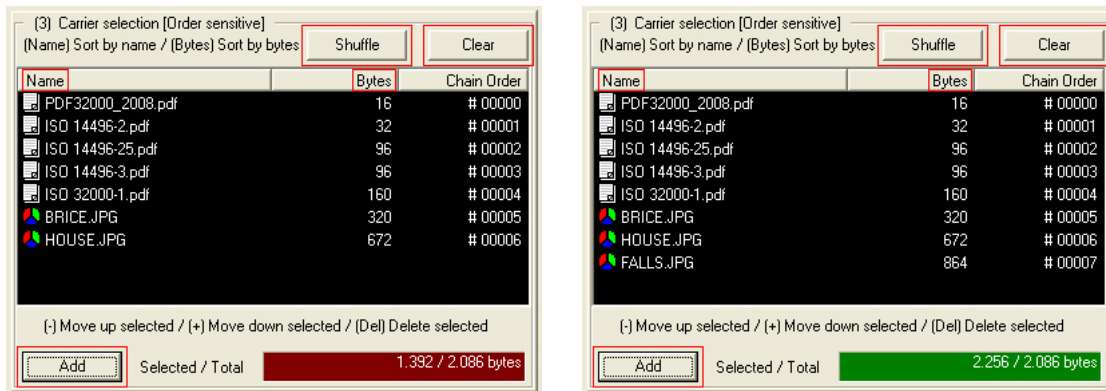 (3) Carrier selection [Order sensitive]
(Name) Sort by name / (Bytes) Sort by bytes Shuffle Clear
Name Bytes Chain Order
PDF32000_2008.pdf 16 # 00000
ISO 14496-2.pdf 32 # 00001
ISO 14496-25.pdf 96 # 00002
ISO 14496-3.pdf 96 # 00003
ISO 32000-1.pdf 160 # 00004
BRICE.JPG 320 # 00005
HOUSE.JPG 672 # 00006
(-) Move up selected / (+) Move down selected / (Del) Delete selected
Add Selected / Total 1.392 / 2.086 bytes
(3) Carrier selection [Order sensitive]
(Name) Sort by name / (Bytes) Sort by bytes Shuffle Clear
Name Bytes Chain Order
PDF32000_2008.pdf 16 # 00000
ISO 14496-2.pdf 32 # 00001
ISO 14496-25.pdf 96 # 00002
ISO 14496-3.pdf 96 # 00003
ISO 32000-1.pdf 160 # 00004
BRICE.JPG 320 # 00005
HOUSE.JPG 672 # 00006
FALLS.JPG 864 # 00007
(-) Move up selected / (+) Move down selected / (Del) Delete selected
Add Selected / Total 2.256 / 2.086 bytes